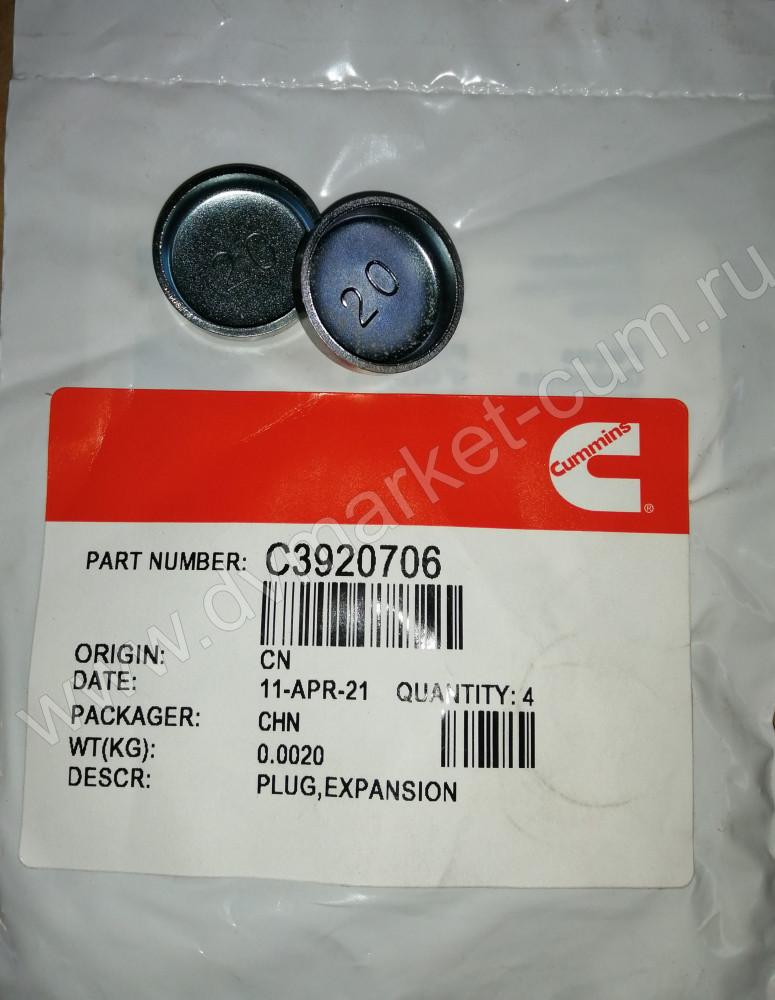 20
20
Cummins
®
PART NUMBER: C3920706
ORIGIN: CN
DATE: 11-APR-21 QUANTITY: 4
PACKAGER: CHN
WT(KG): 0.0020
DESCR: PLUG,EXPANSION
www.dvmarket-cum.ru